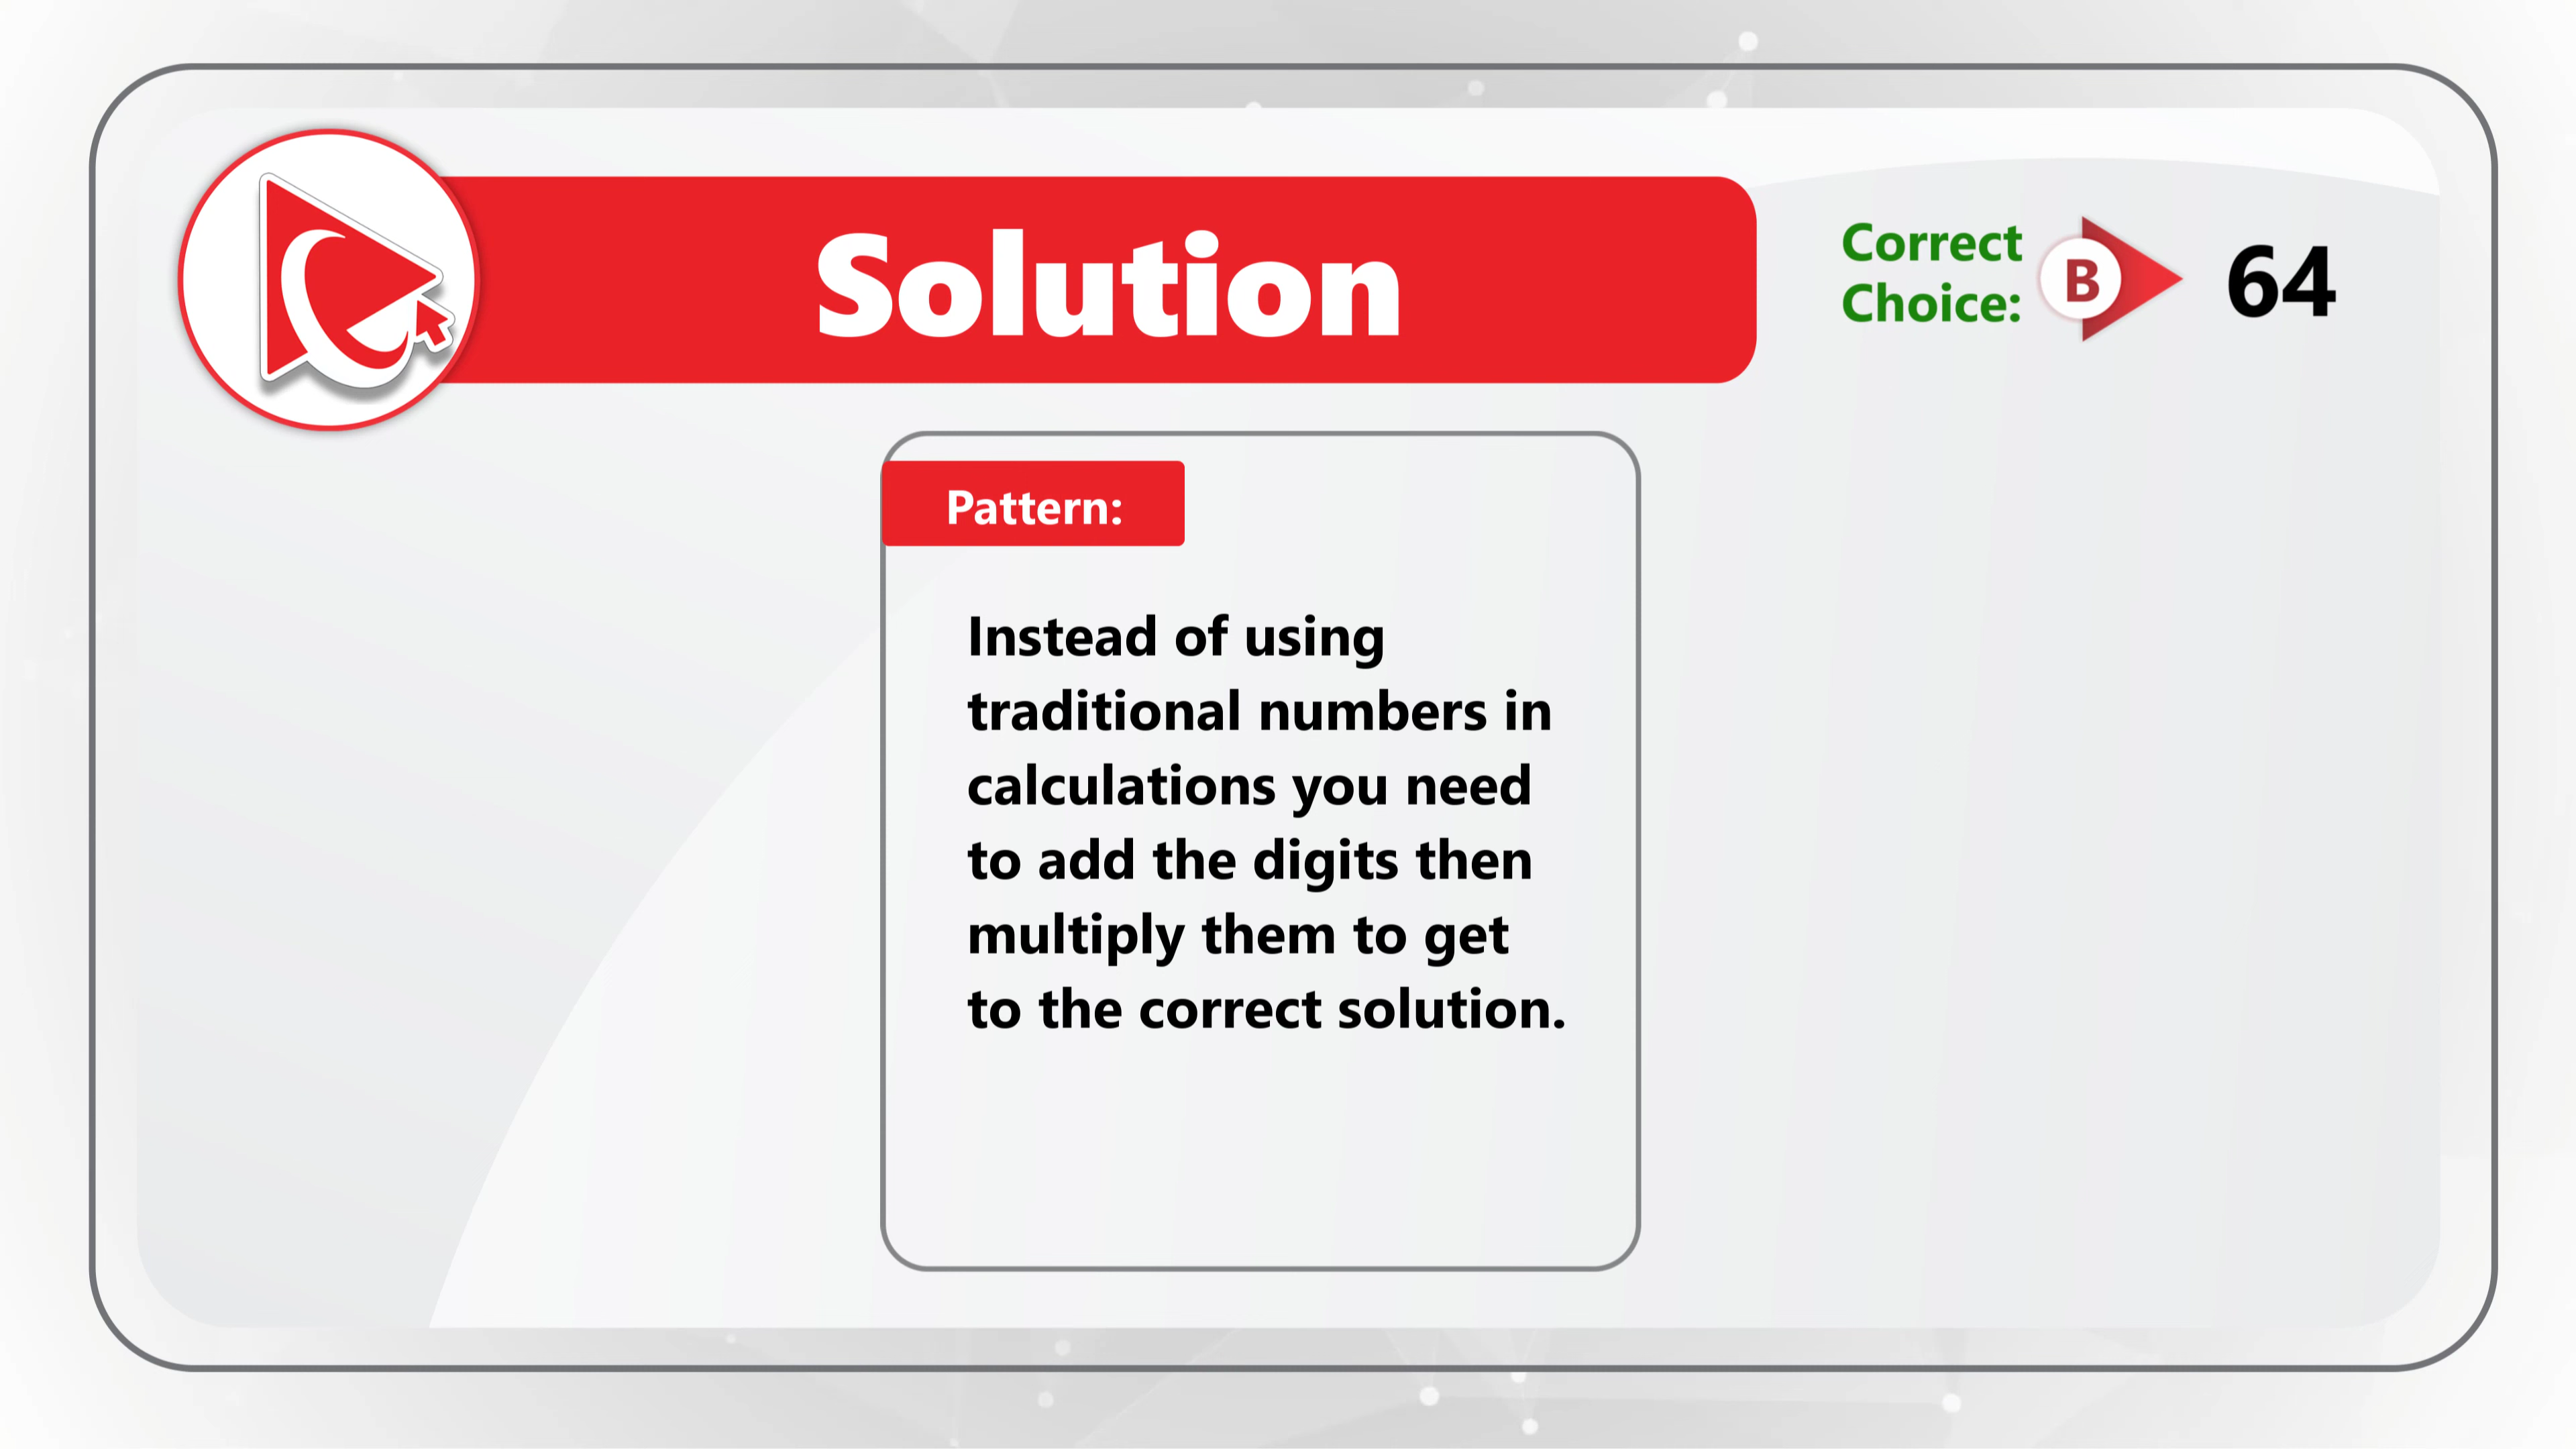 Solution
Correct
Choice:
B
64
Pattern:
Instead of using
traditional numbers in
calculations you need
to add the digits then
multiply them to get
to the correct solution.